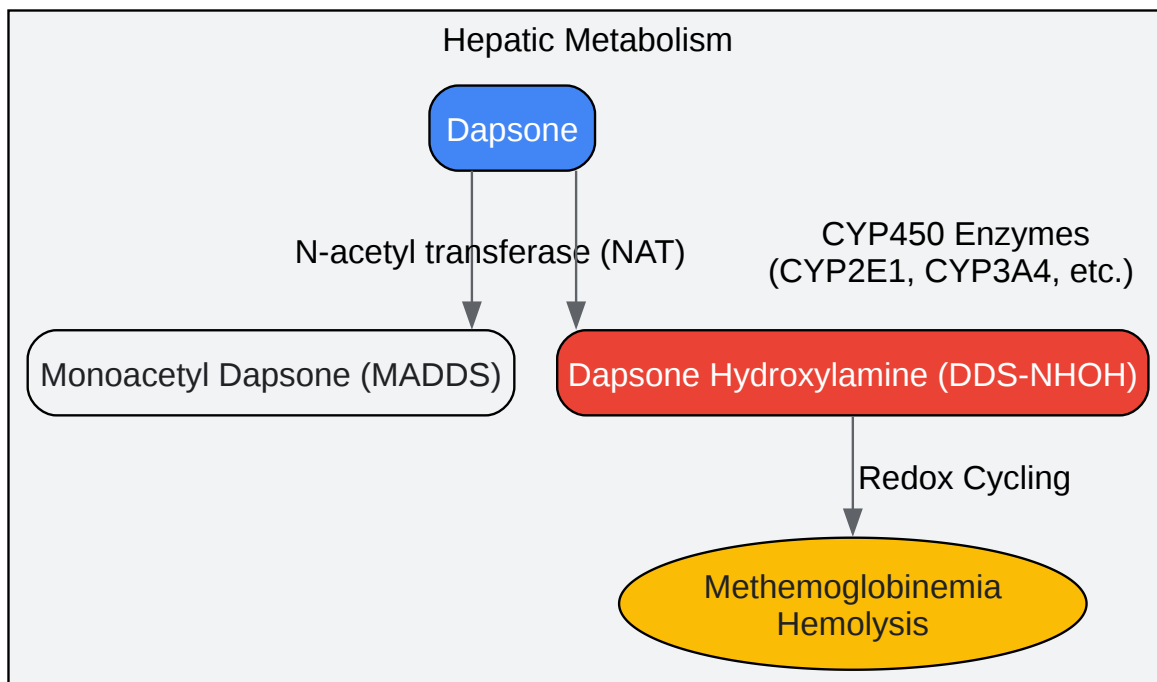 Hepatic Metabolism
Dapsone
N-acetyl transferase (NAT)
CYP450 Enzymes
(CYP2E1, CYP3A4, etc.)
Monoacetyl Dapsone (MADDS)
Dapsone Hydroxylamine (DDS-NHOH)
Redox Cycling
Methemoglobinemia
Hemolysis